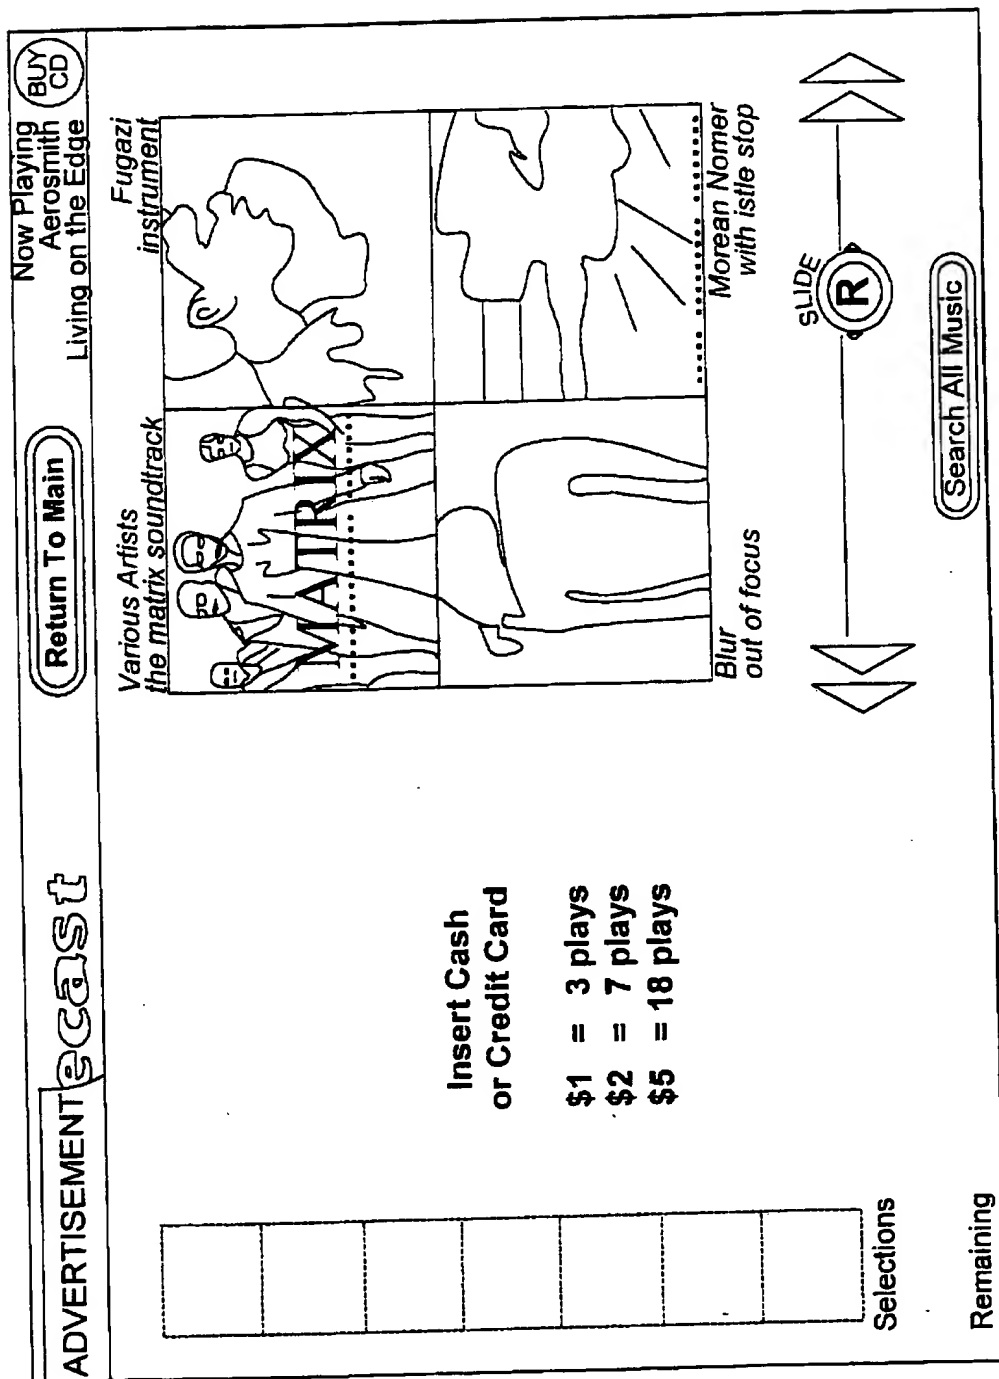 ADVERTISEMENT
ecast
Return To Main
Now Playing
Aerosmith
Living on the Edge
BUY
CD
Various Artists
the matrix soundtrack
Fugazi
instrument
MATRIX
Blur
out of focus
Morean Nomer
with istle stop
Insert Cash
or Credit Card
$1 = 3 plays
$2 = 7 plays
$5 = 18 plays
SLIDE
R
Search All Music
Selections
Remaining